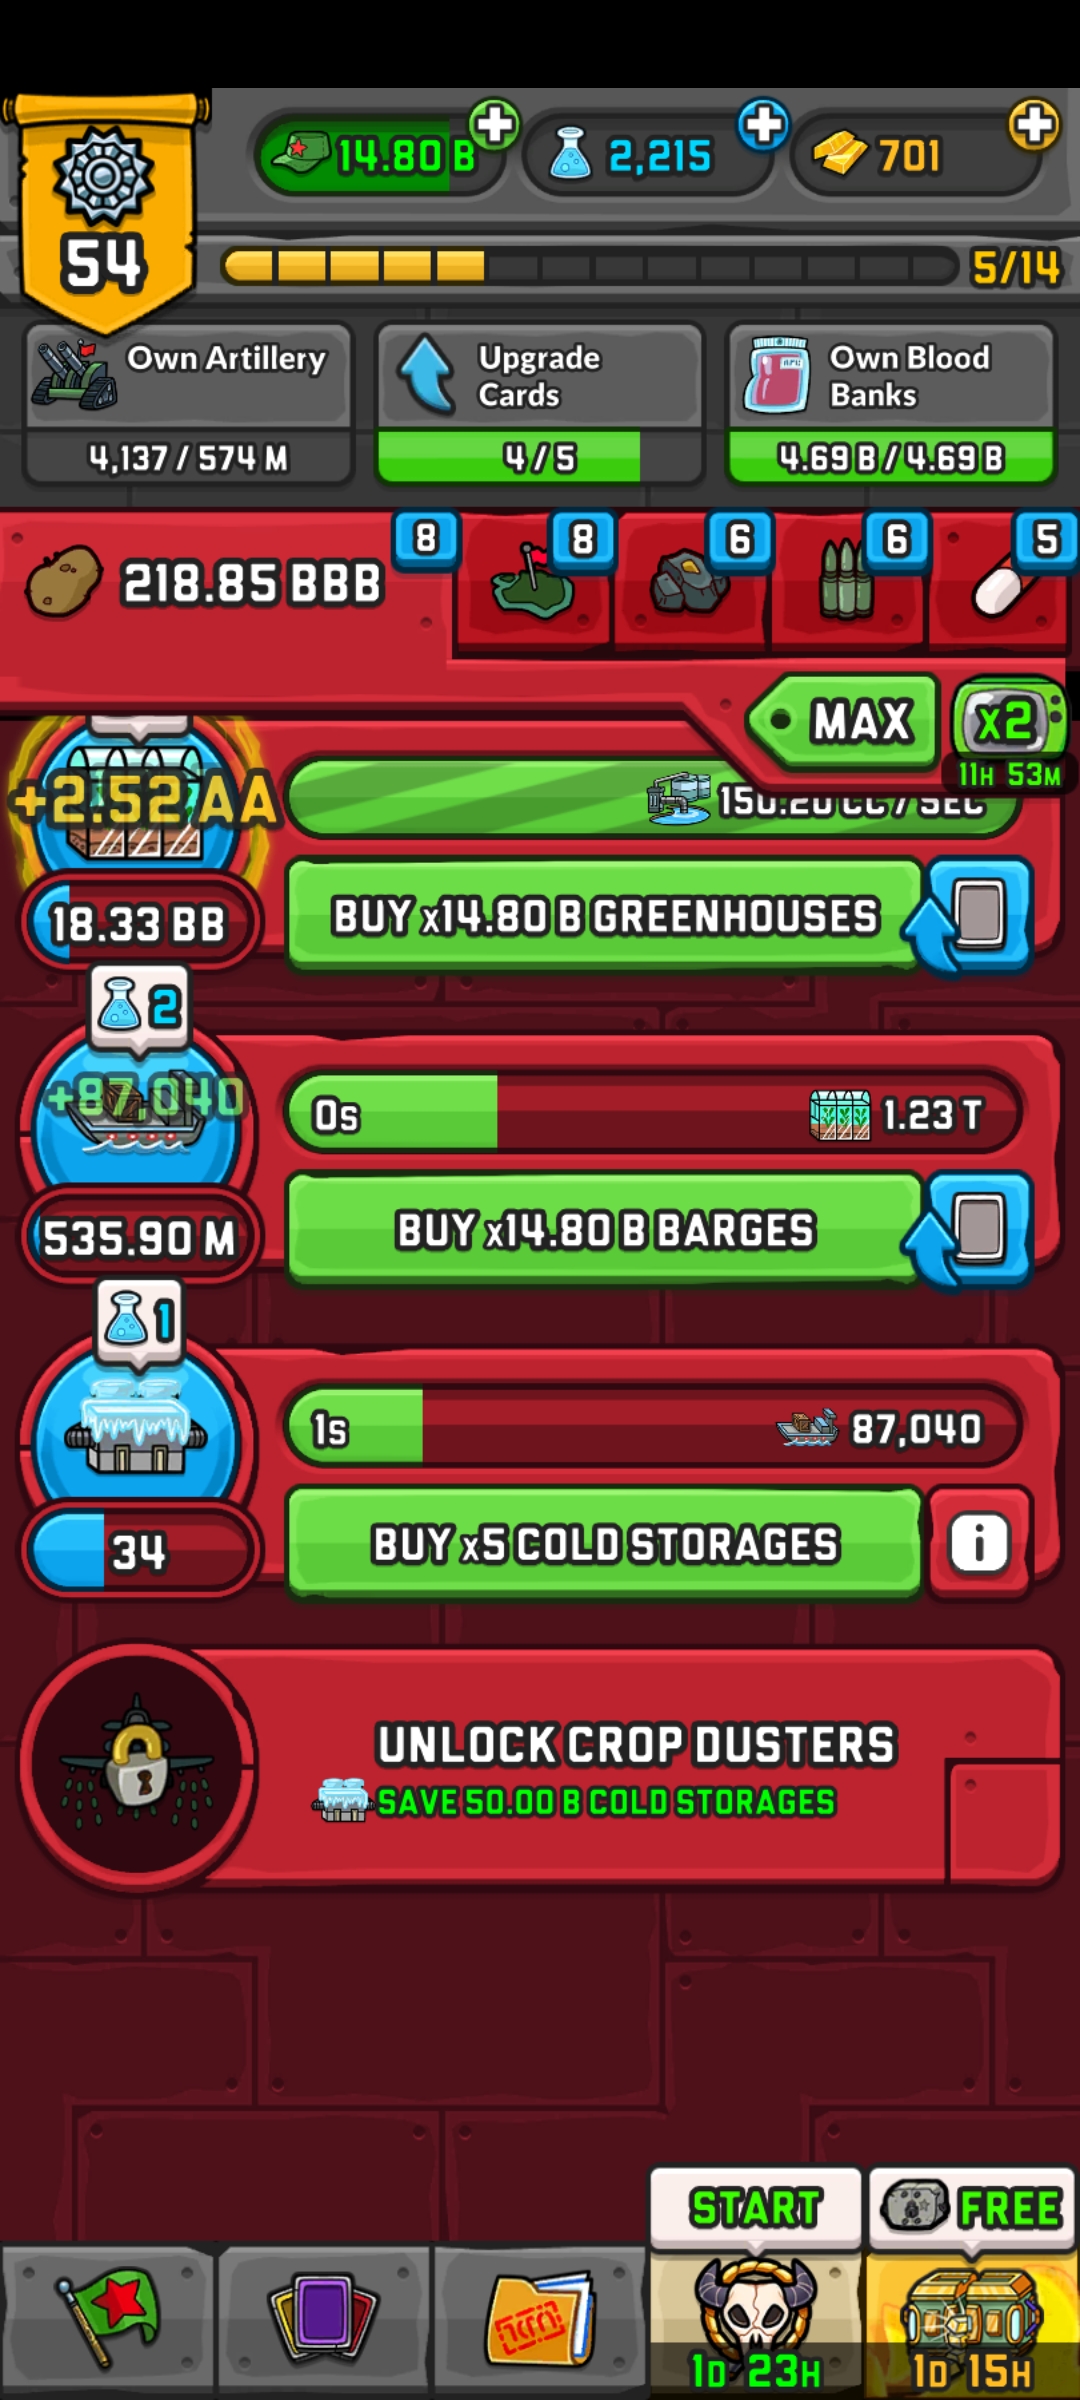 14.80 B
2,215
701
54
5/14
Own Artillery
4,137 / 574 M
Upgrade
Cards
4 / 5
Own Blood
Banks
4.69 B / 4.69 B
218.85 BBB
8
8
6
6
5
MAX
x2
11H 53M
+2.52 AA
150.20 CC / SEC
18.33 BB
BUY x14.80 B GREENHOUSES
2
+87,040
0s
1.23 T
535.90 M
BUY x14.80 B BARGES
1
1s
87,040
34
BUY x5 COLD STORAGES
i
UNLOCK CROP DUSTERS
SAVE 50.00 B COLD STORAGES
START
FREE
1D 23H
1D 15H